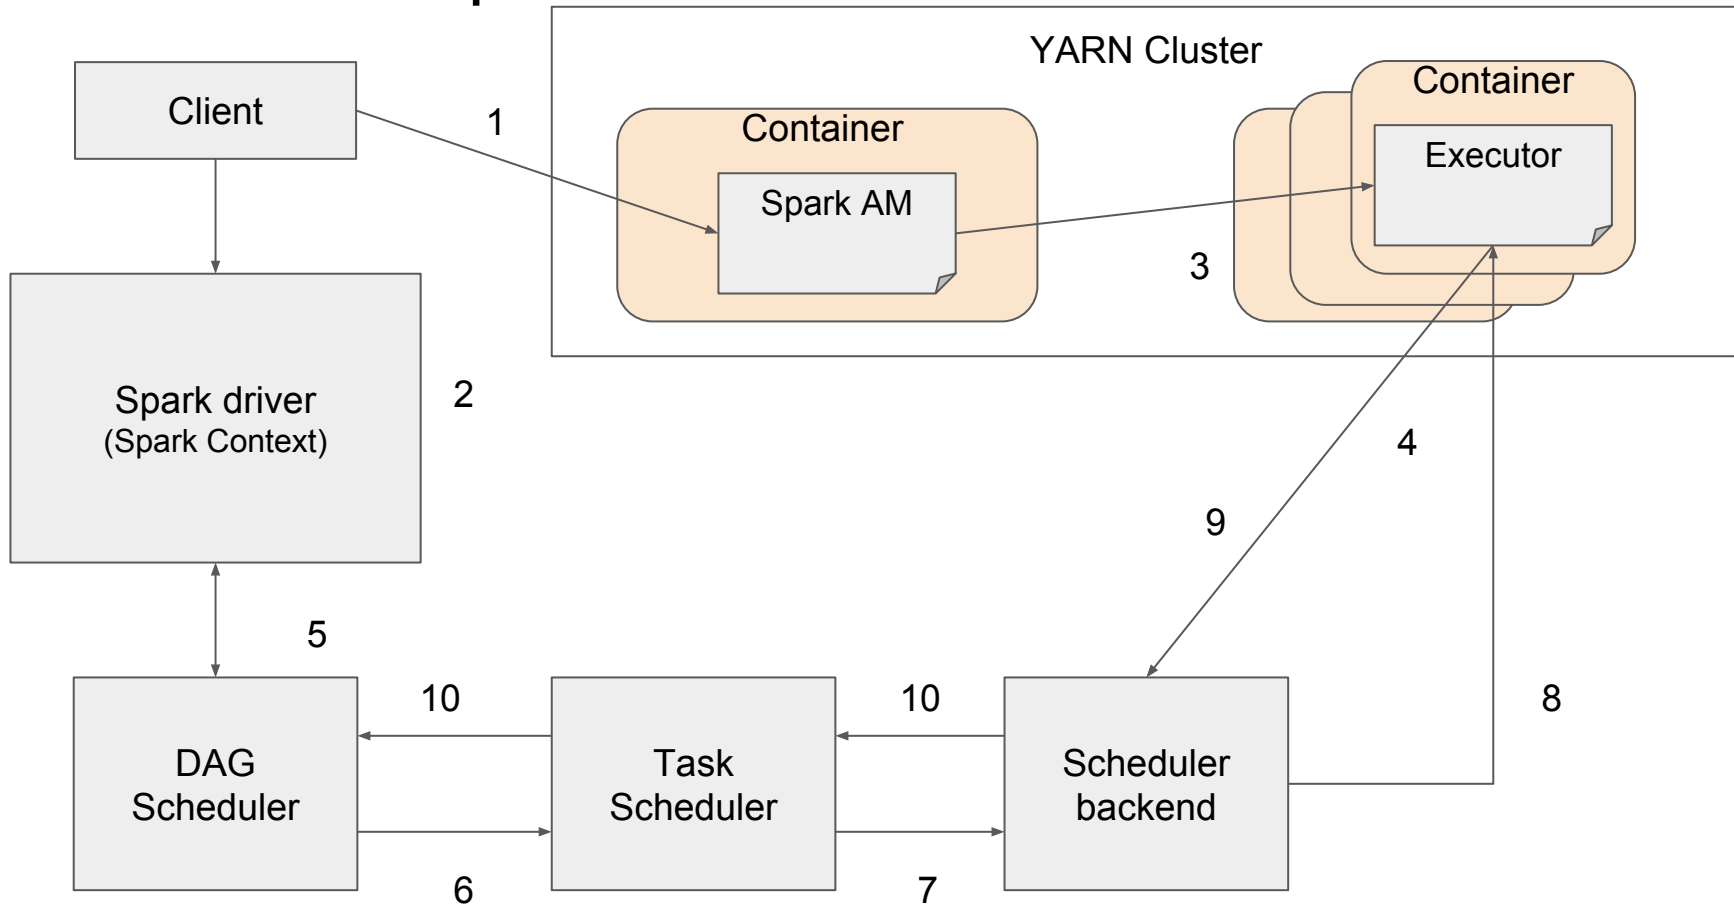 YARN Cluster
Client
1
Container
Spark AM
Container
Executor
3
Spark driver
(Spark Context)
2
4
9
5
10
10
8
DAG
Scheduler
Task
Scheduler
Scheduler
backend
6
7